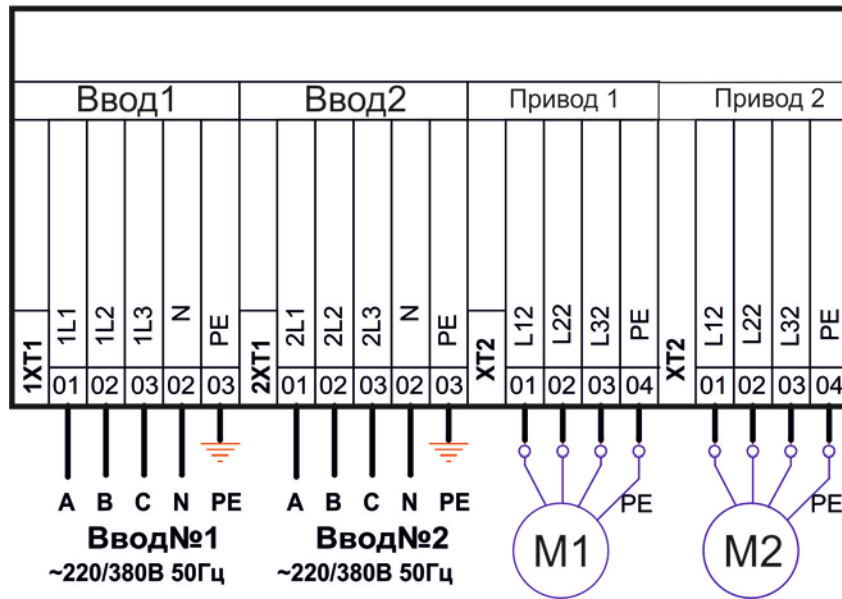 Ввод1 Ввод2 Привод 1 Привод 2
1XT1 1L1 1L2 1L3 N PE 2XT1 2L1 2L2 2L3 N PE XT2 L12 L22 L32 PE XT2 L12 L22 L32 PE
01 02 03 02 03 01 02 03 02 03 01 02 03 04 01 02 03 04
A B C N PE A B C N PE PE PE
Ввод№1 Ввод№2 M1 M2
~220/380В 50Гц ~220/380В 50Гц